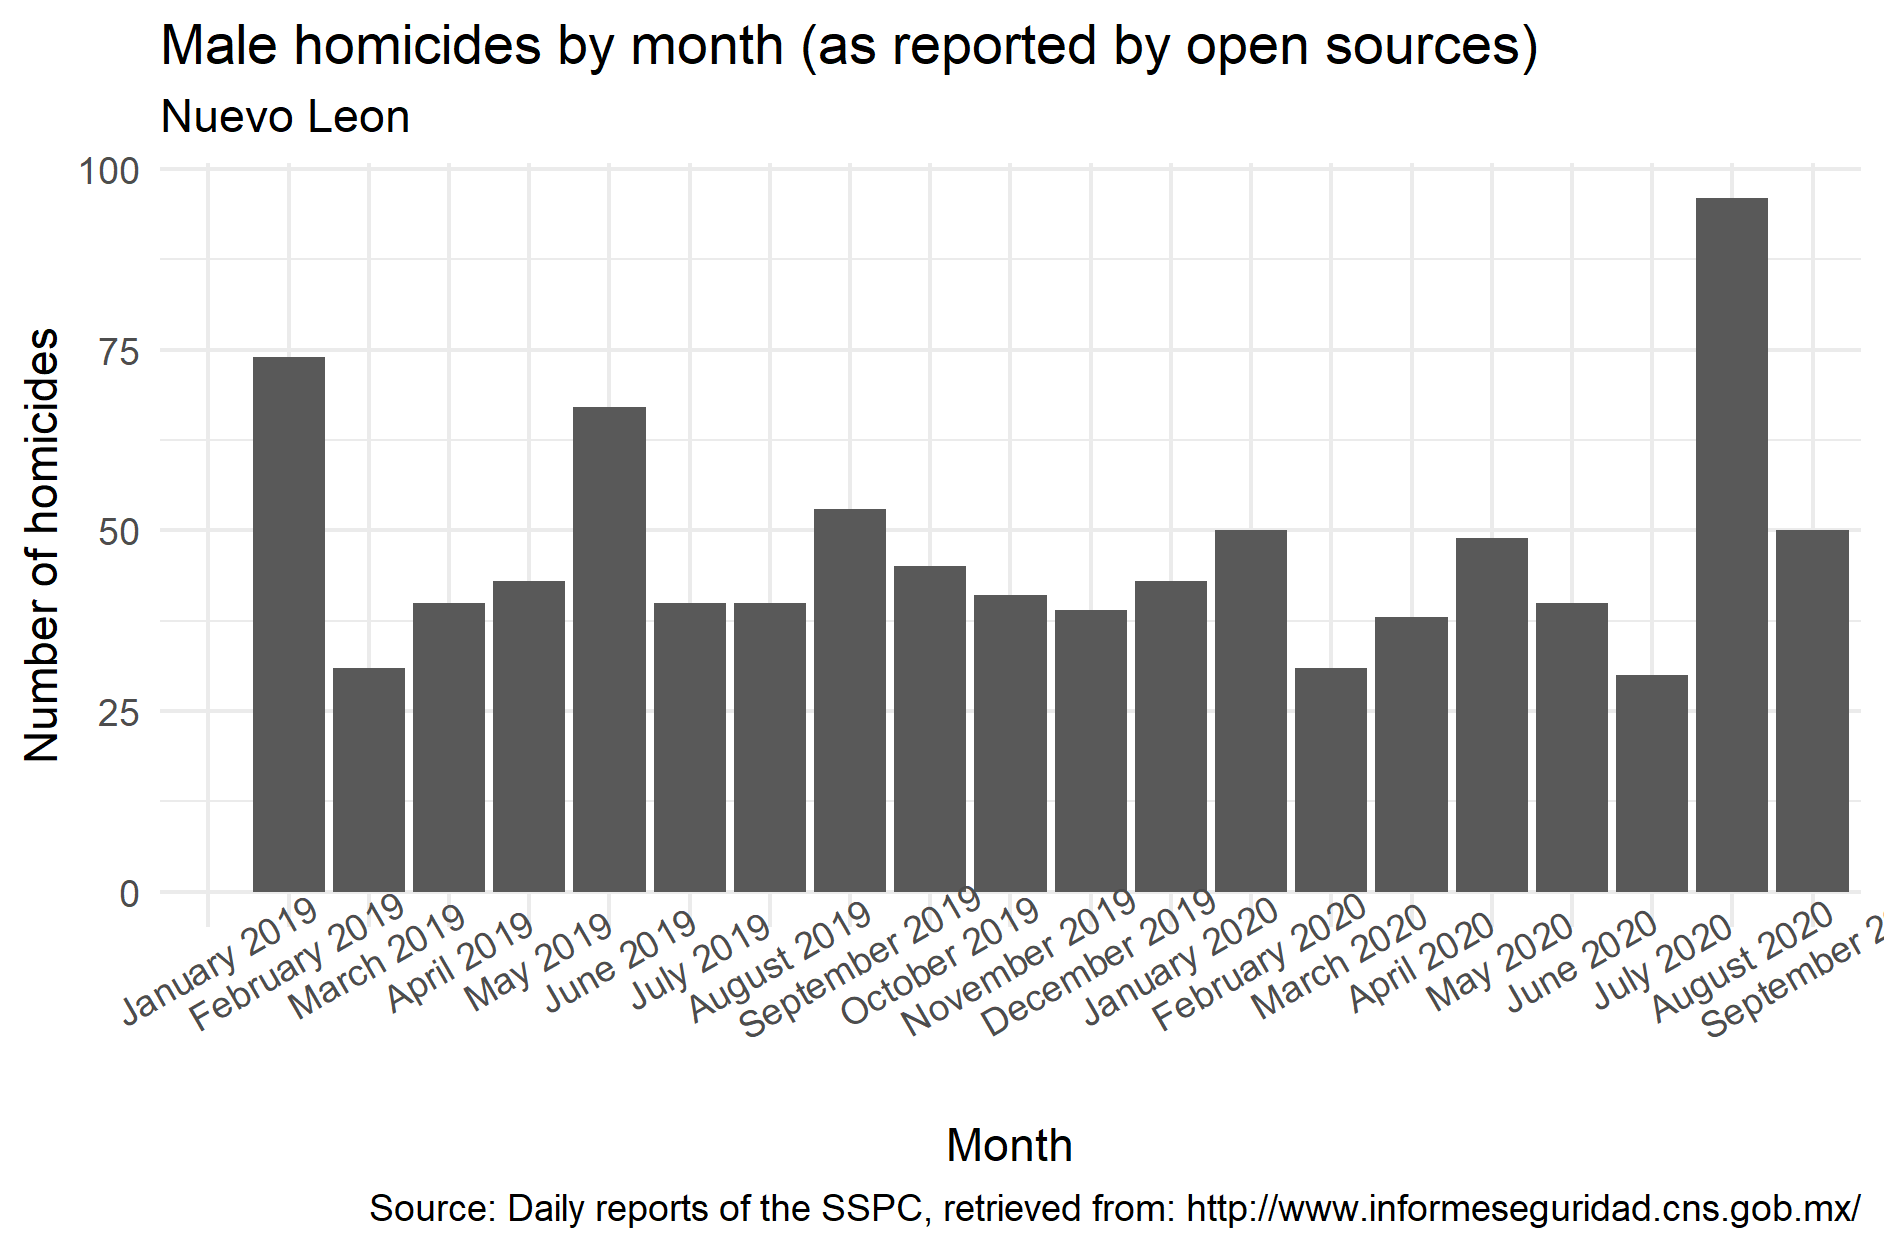 Male homicides by month (as reported by open sources)
Nuevo Leon
100
75
50
25
0
Number of homicides
January 2019
February 2019
March 2019
April 2019
May 2019
June 2019
July 2019
August 2019
September 2019
October 2019
November 2019
December 2019
January 2020
February 2020
March 2020
April 2020
May 2020
June 2020
July 2020
August 2020
September 2
Month
Source: Daily reports of the SSPC, retrieved from: http://www.informeseguridad.cns.gob.mx/